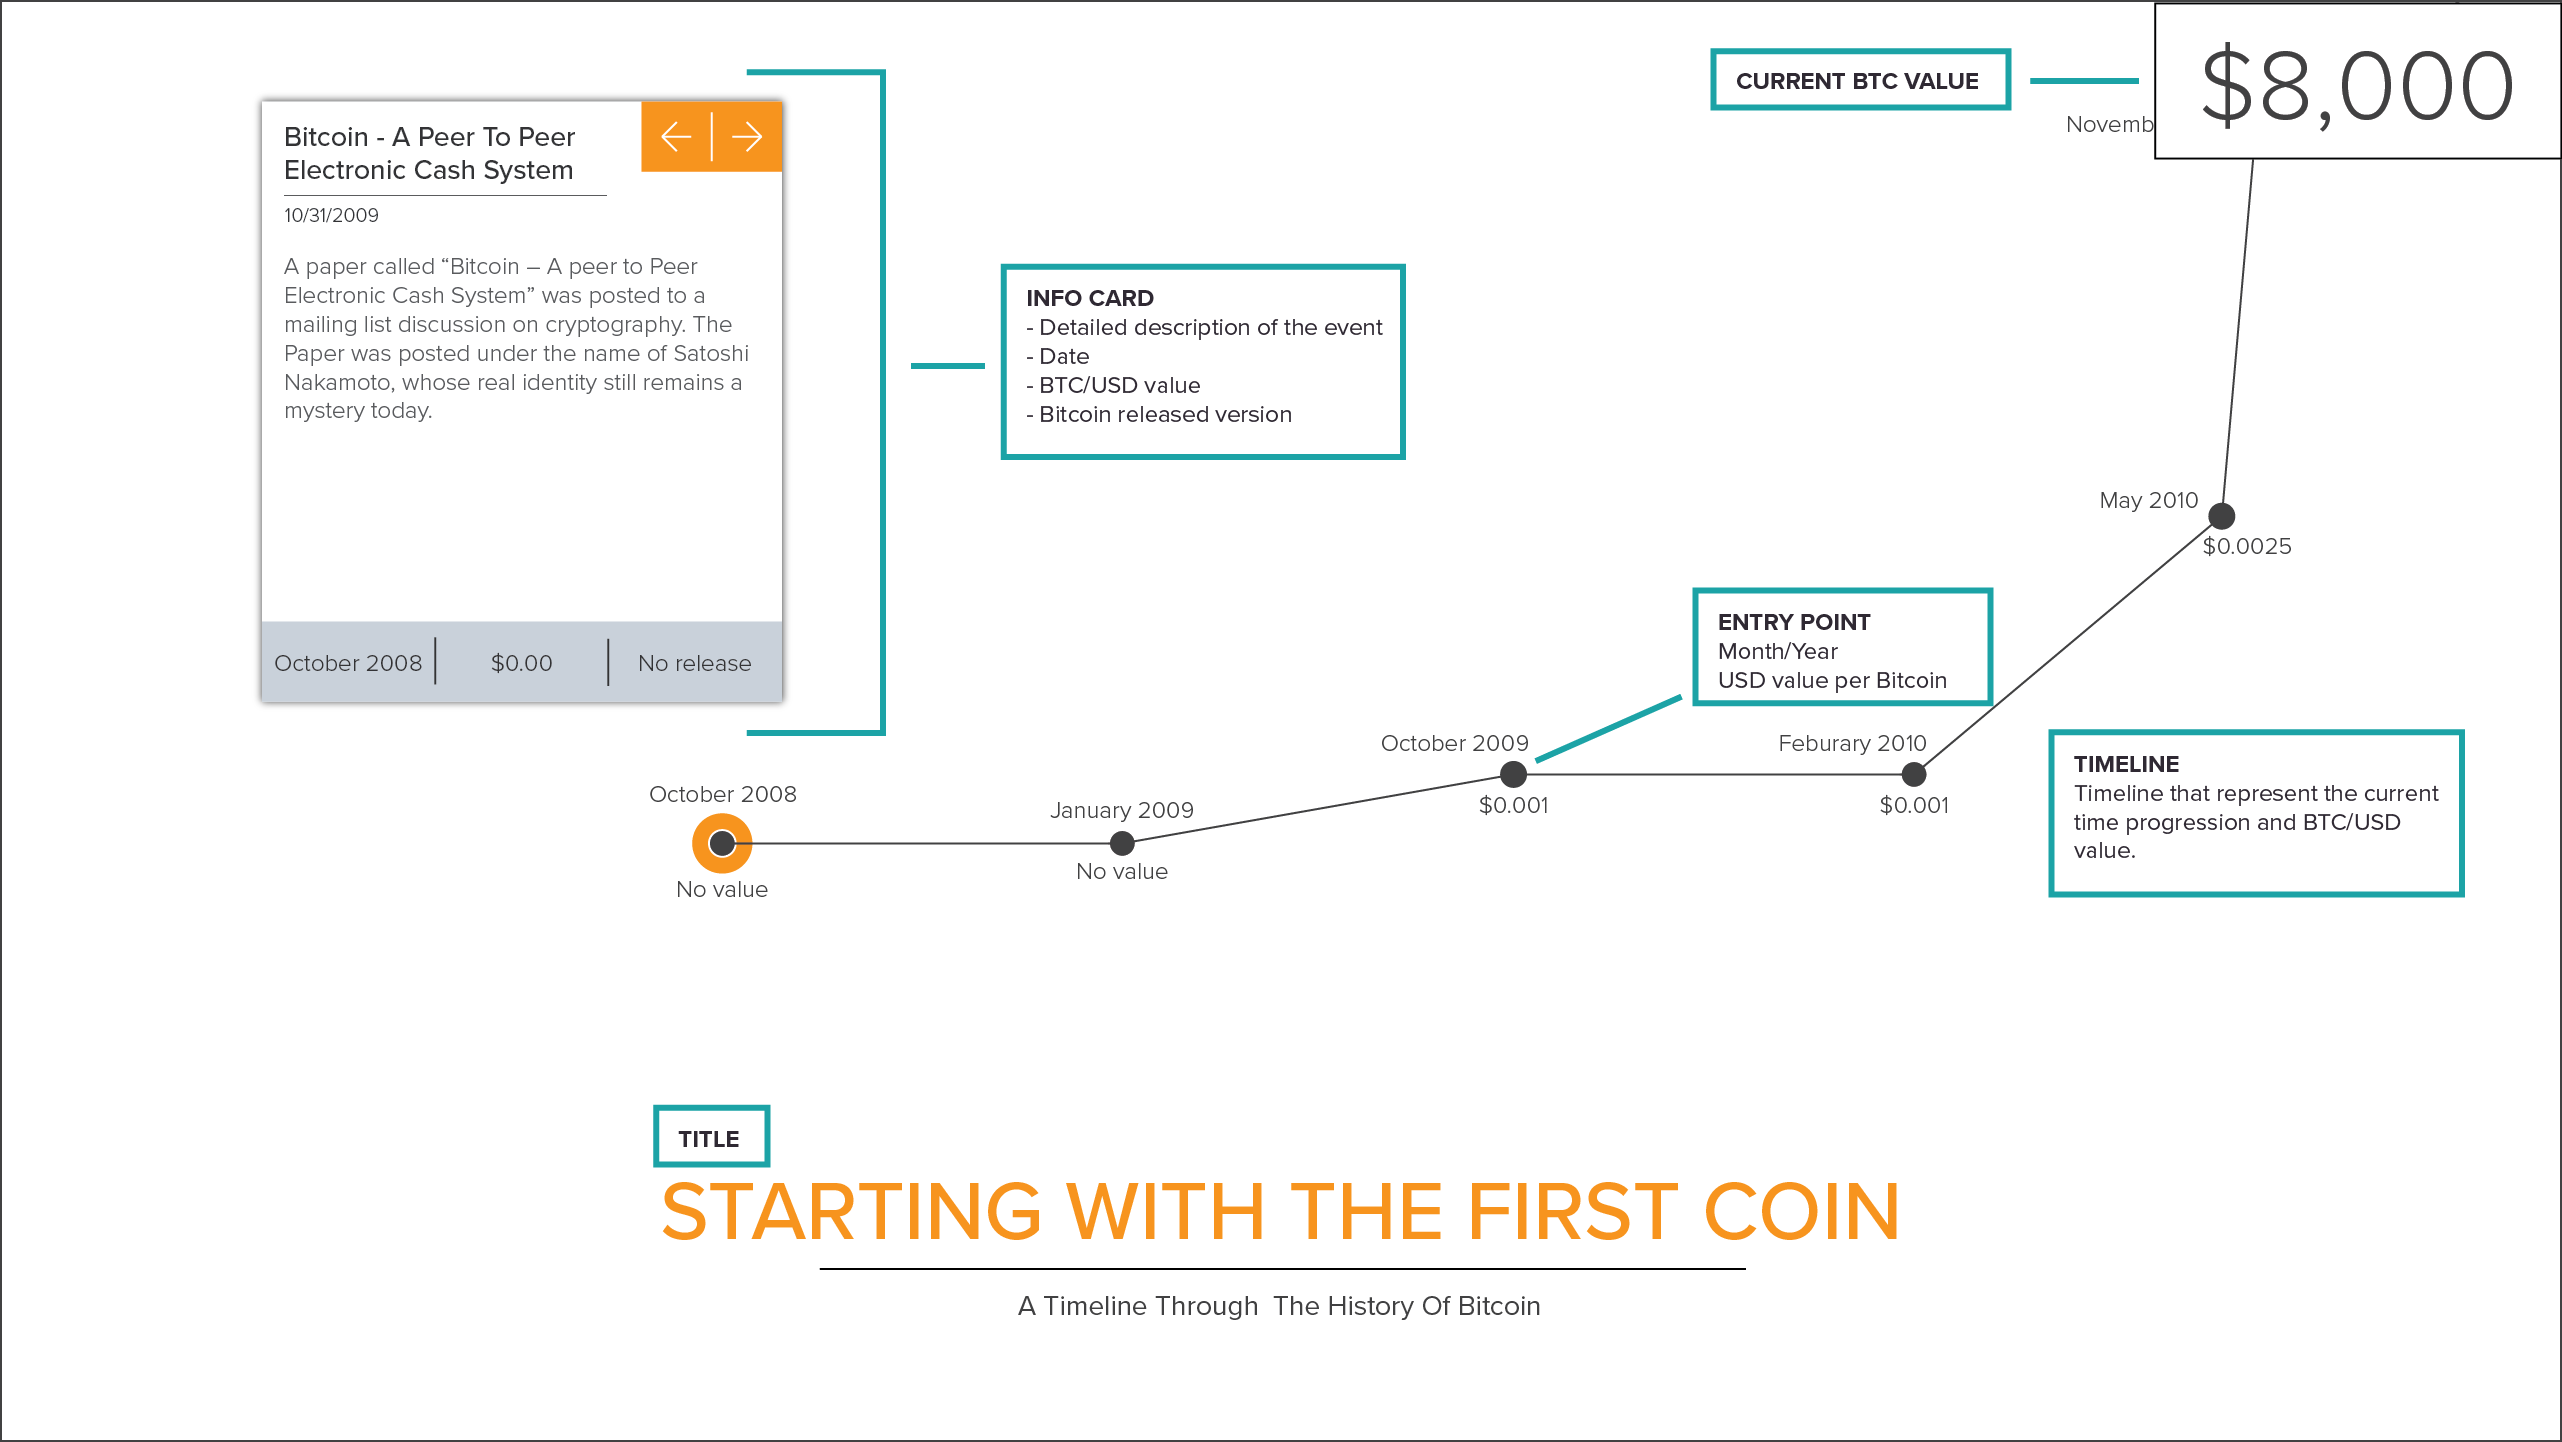 CURRENT BTC VALUE
$8,000
Bitcoin - A Peer To Peer
Electronic Cash System
10/31/2009
A paper called “Bitcoin – A peer to Peer
Electronic Cash System” was posted to a
mailing list discussion on cryptography. The
Paper was posted under the name of Satoshi
Nakamoto, whose real identity still remains a
mystery today.
October 2008
$0.00
No release
INFO CARD
- Detailed description of the event
- Date
- BTC/USD value
- Bitcoin released version
May 2010
$0.0025
ENTRY POINT
Month/Year
USD value per Bitcoin
October 2008
No value
January 2009
No value
October 2009
$0.001
Feburary 2010
$0.001
TIMELINE
Timeline that represent the current
time progression and BTC/USD
value.
TITLE
STARTING WITH THE FIRST COIN
A Timeline Through The History Of Bitcoin